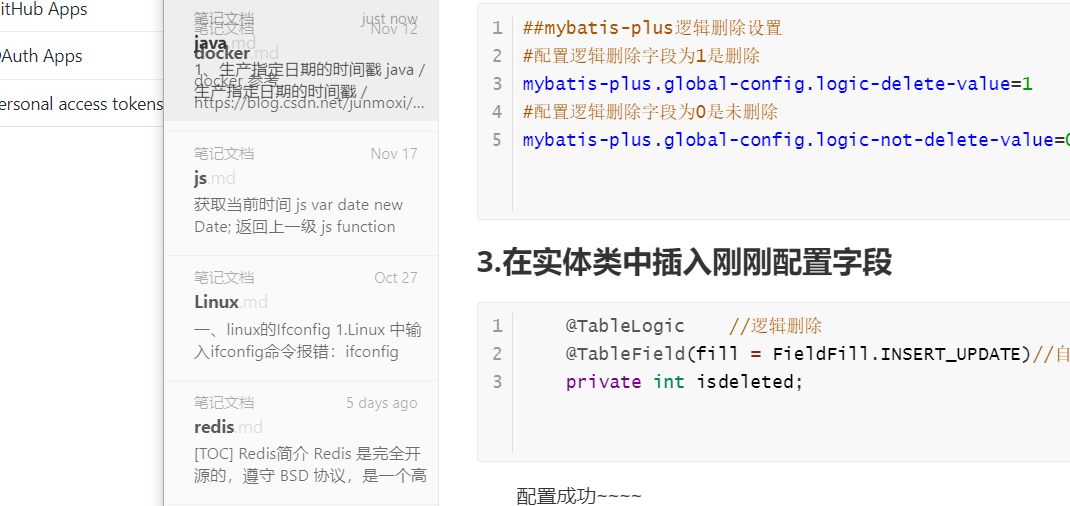 itHub Apps
Auth Apps
ersonal access tokens
笔记文档 just now
笔记文档 Nov 12
java.md
docker.md
1、生产指定日期的时间戳 java /
docker 参考
生产指定日期的时间戳 /
https://blog.csdn.net/junmoxi/...
笔记文档 Nov 17
js.md
获取当前时间 js var date new
Date; 返回上一级 js function
笔记文档 Oct 27
Linux.md
一、linux的Ifconfig 1.Linux 中输
入ifconfig命令报错：ifconfig
笔记文档 5 days ago
redis.md
[TOC] Redis简介 Redis 是完全开
源的，遵守 BSD 协议，是一个高
1 ##mybatis-plus逻辑删除设置
2 #配置逻辑删除字段为1是删除
3 mybatis-plus.global-config.logic-delete-value=1
4 #配置逻辑删除字段为0是未删除
5 mybatis-plus.global-config.logic-not-delete-value=0
3.在实体类中插入刚刚配置字段
1 @TableLogic //逻辑删除
2 @TableField(fill = FieldFill.INSERT_UPDATE)//自
3 private int isdeleted;
配置成功~~~~